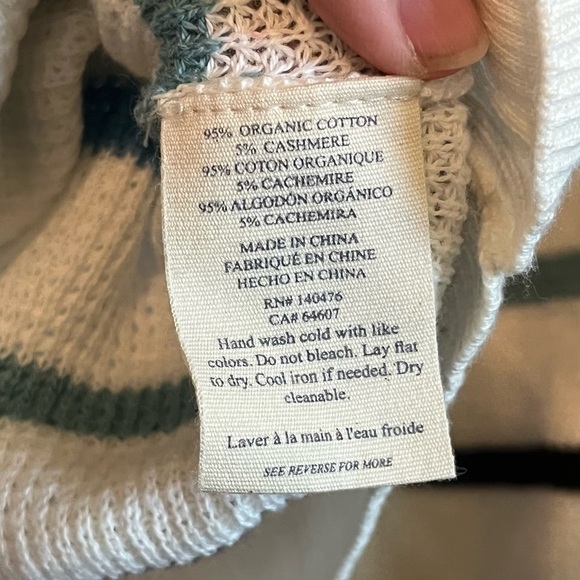 95% ORGANIC COTTON
5% CASHMERE
95% COTON ORGANIQUE
5% CACHEMIRE
95% ALGODÓN ORGÁNICO
5% CACHEMIRA
MADE IN CHINA
FABRIQUÉ EN CHINE
HECHO EN CHINA
RN# 140476
CA# 64607
Hand wash cold with like
colors. Do not bleach. Lay flat
to dry. Cool iron if needed. Dry
cleanable.
Laver à la main à l'eau froide
SEE REVERSE FOR MORE